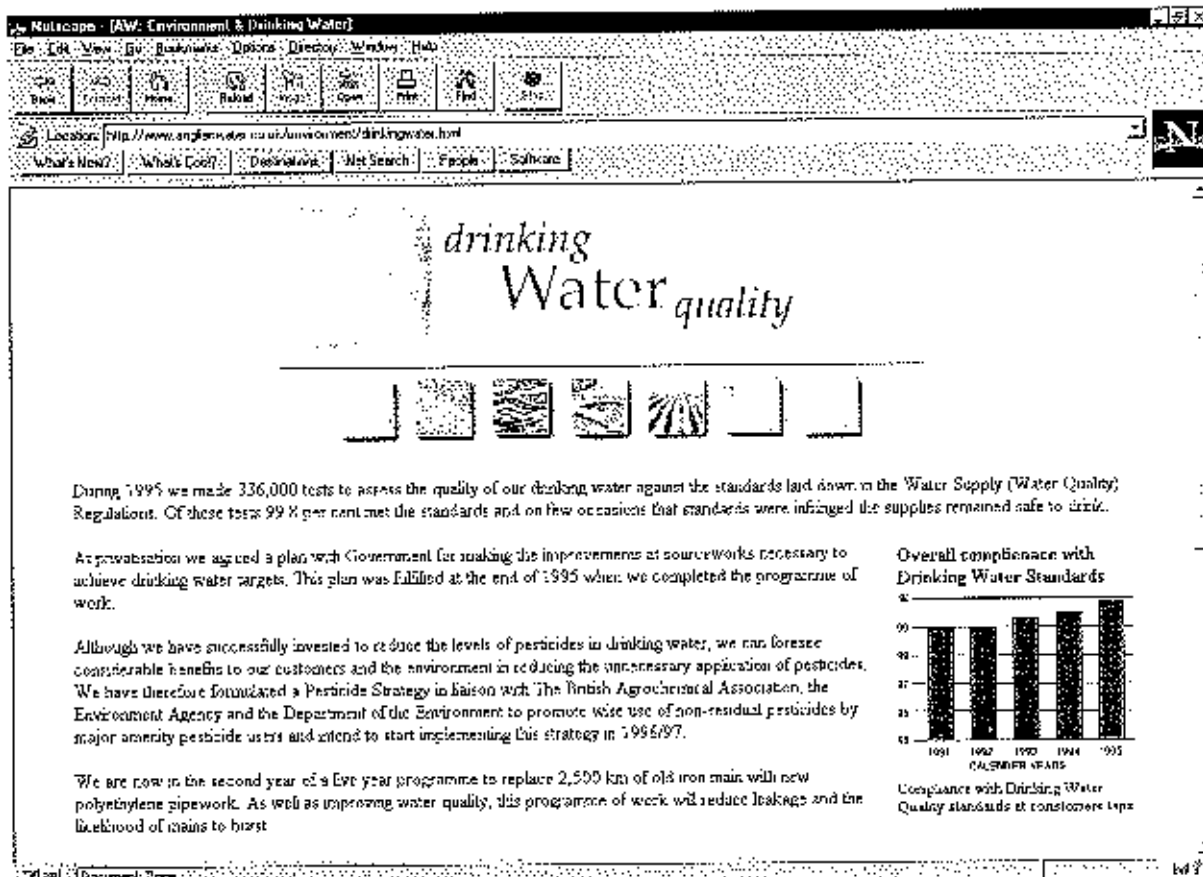 Netscape - [AW: Environment & Drinking Water]
File Edit View Go Bookmarks Options Directory Window Help
Back Forward Home Reload Images Open Print Find Stop
Location: http://www.anglianwater.co.uk/environment/drinkingwater.html
What's New? What's Cool? Destinations Net Search People Software
N
drinking
Water quality
During 1995 we made 336,000 tests to assess the quality of our drinking water against the standards laid down in the Water Supply (Water Quality)
Regulations. Of these tests 99.8 per cent met the standards and on few occasions that standards were infringed the supplies remained safe to drink.
At privatisation we agreed a plan with Government for making the improvements at sourceworks necessary to
achieve drinking water targets. This plan was fulfilled at the end of 1995 when we completed the programme of
work.
Although we have successfully invested to reduce the levels of pesticides in drinking water, we can foresee
considerable benefits to our customers and the environment in reducing the unnecessary application of pesticides.
We have therefore formulated a Pesticide Strategy in liaison with The British Agrochemical Association, the
Environment Agency and the Department of the Environment to promote wise use of non-residual pesticides by
major amenity pesticide users and intend to start implementing this strategy in 1996/97.
We are now in the second year of a five year programme to replace 2,500 km of old iron main with new
polyethylene pipework. As well as improving water quality, this programme of work will reduce leakage and the
likelihood of mains to burst
Overall complienace with
Drinking Water Standards
99
98
97
1991 1992 1993 1994 1995
CALENDER YEARS
Compliance with Drinking Water
Quality standards at constomers taps
Document: Done